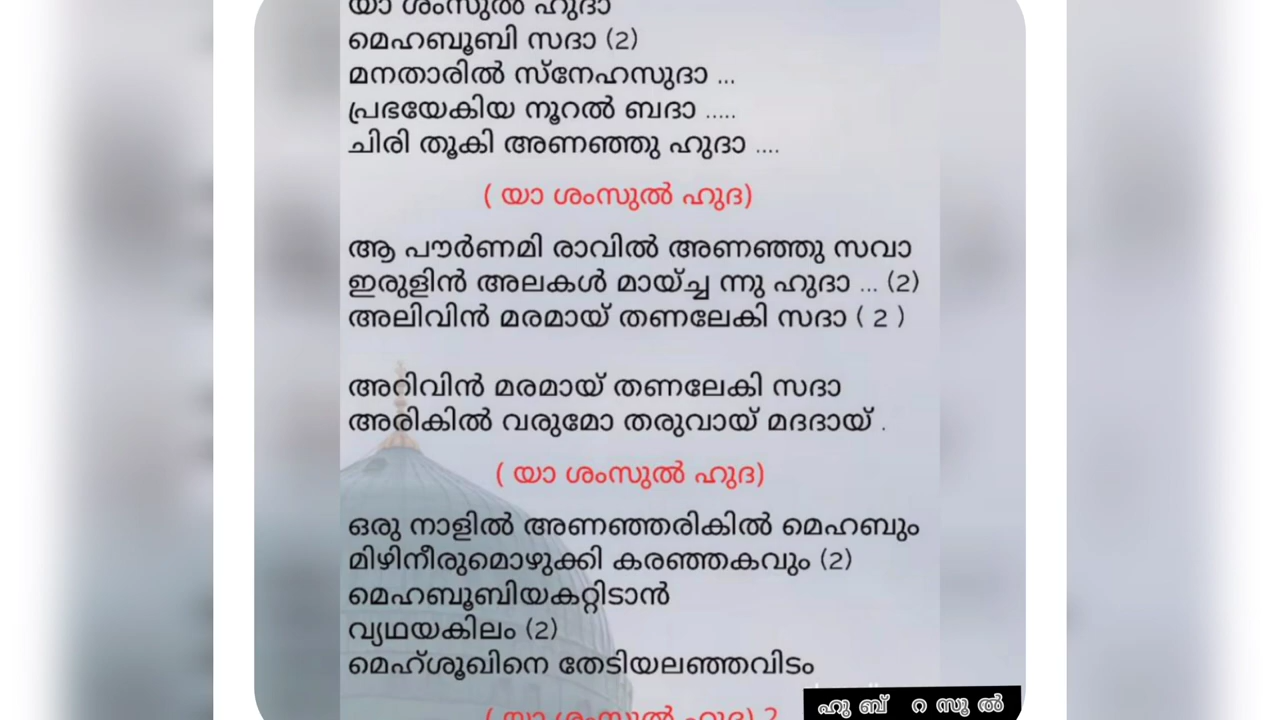 യാ ശംസുൽ ഹുദാ
മെഹബൂബി സദാ (2)
മനതാരിൽ സ്നേഹസുദാ ...
പ്രഭയേകിയ നൂറൽ ബദാ .....
ചിരി തൂകി അണഞ്ഞു ഹുദാ ....
( യാ ശംസുൽ ഹുദ)
ആ പൗർണമി രാവിൽ അണഞ്ഞു സവാ
ഇരുളിൻ അലകൾ മായ്ച്ച ന്നു ഹുദാ ... (2)
അലിവിൻ മരമായ് തണലേകി സദാ ( 2 )
അറിവിൻ മരമായ് തണലേകി സദാ
അരികിൽ വരുമോ തരുവായ് മദദായ് .
( യാ ശംസുൽ ഹുദ)
ഒരു നാളിൽ അണഞ്ഞരികിൽ മെഹബും
മിഴിനീരുമൊഴുക്കി കരഞ്ഞകവും (2)
മെഹബൂബിയകറ്റിടാൻ
വ്യഥയകിലം (2)
മെഹ്ശൂഖിനെ തേടിയലഞ്ഞവിടം
( യാ ശംസുൽ ഹുദ) 2
ഹു ബ് റ സൂ ൽ